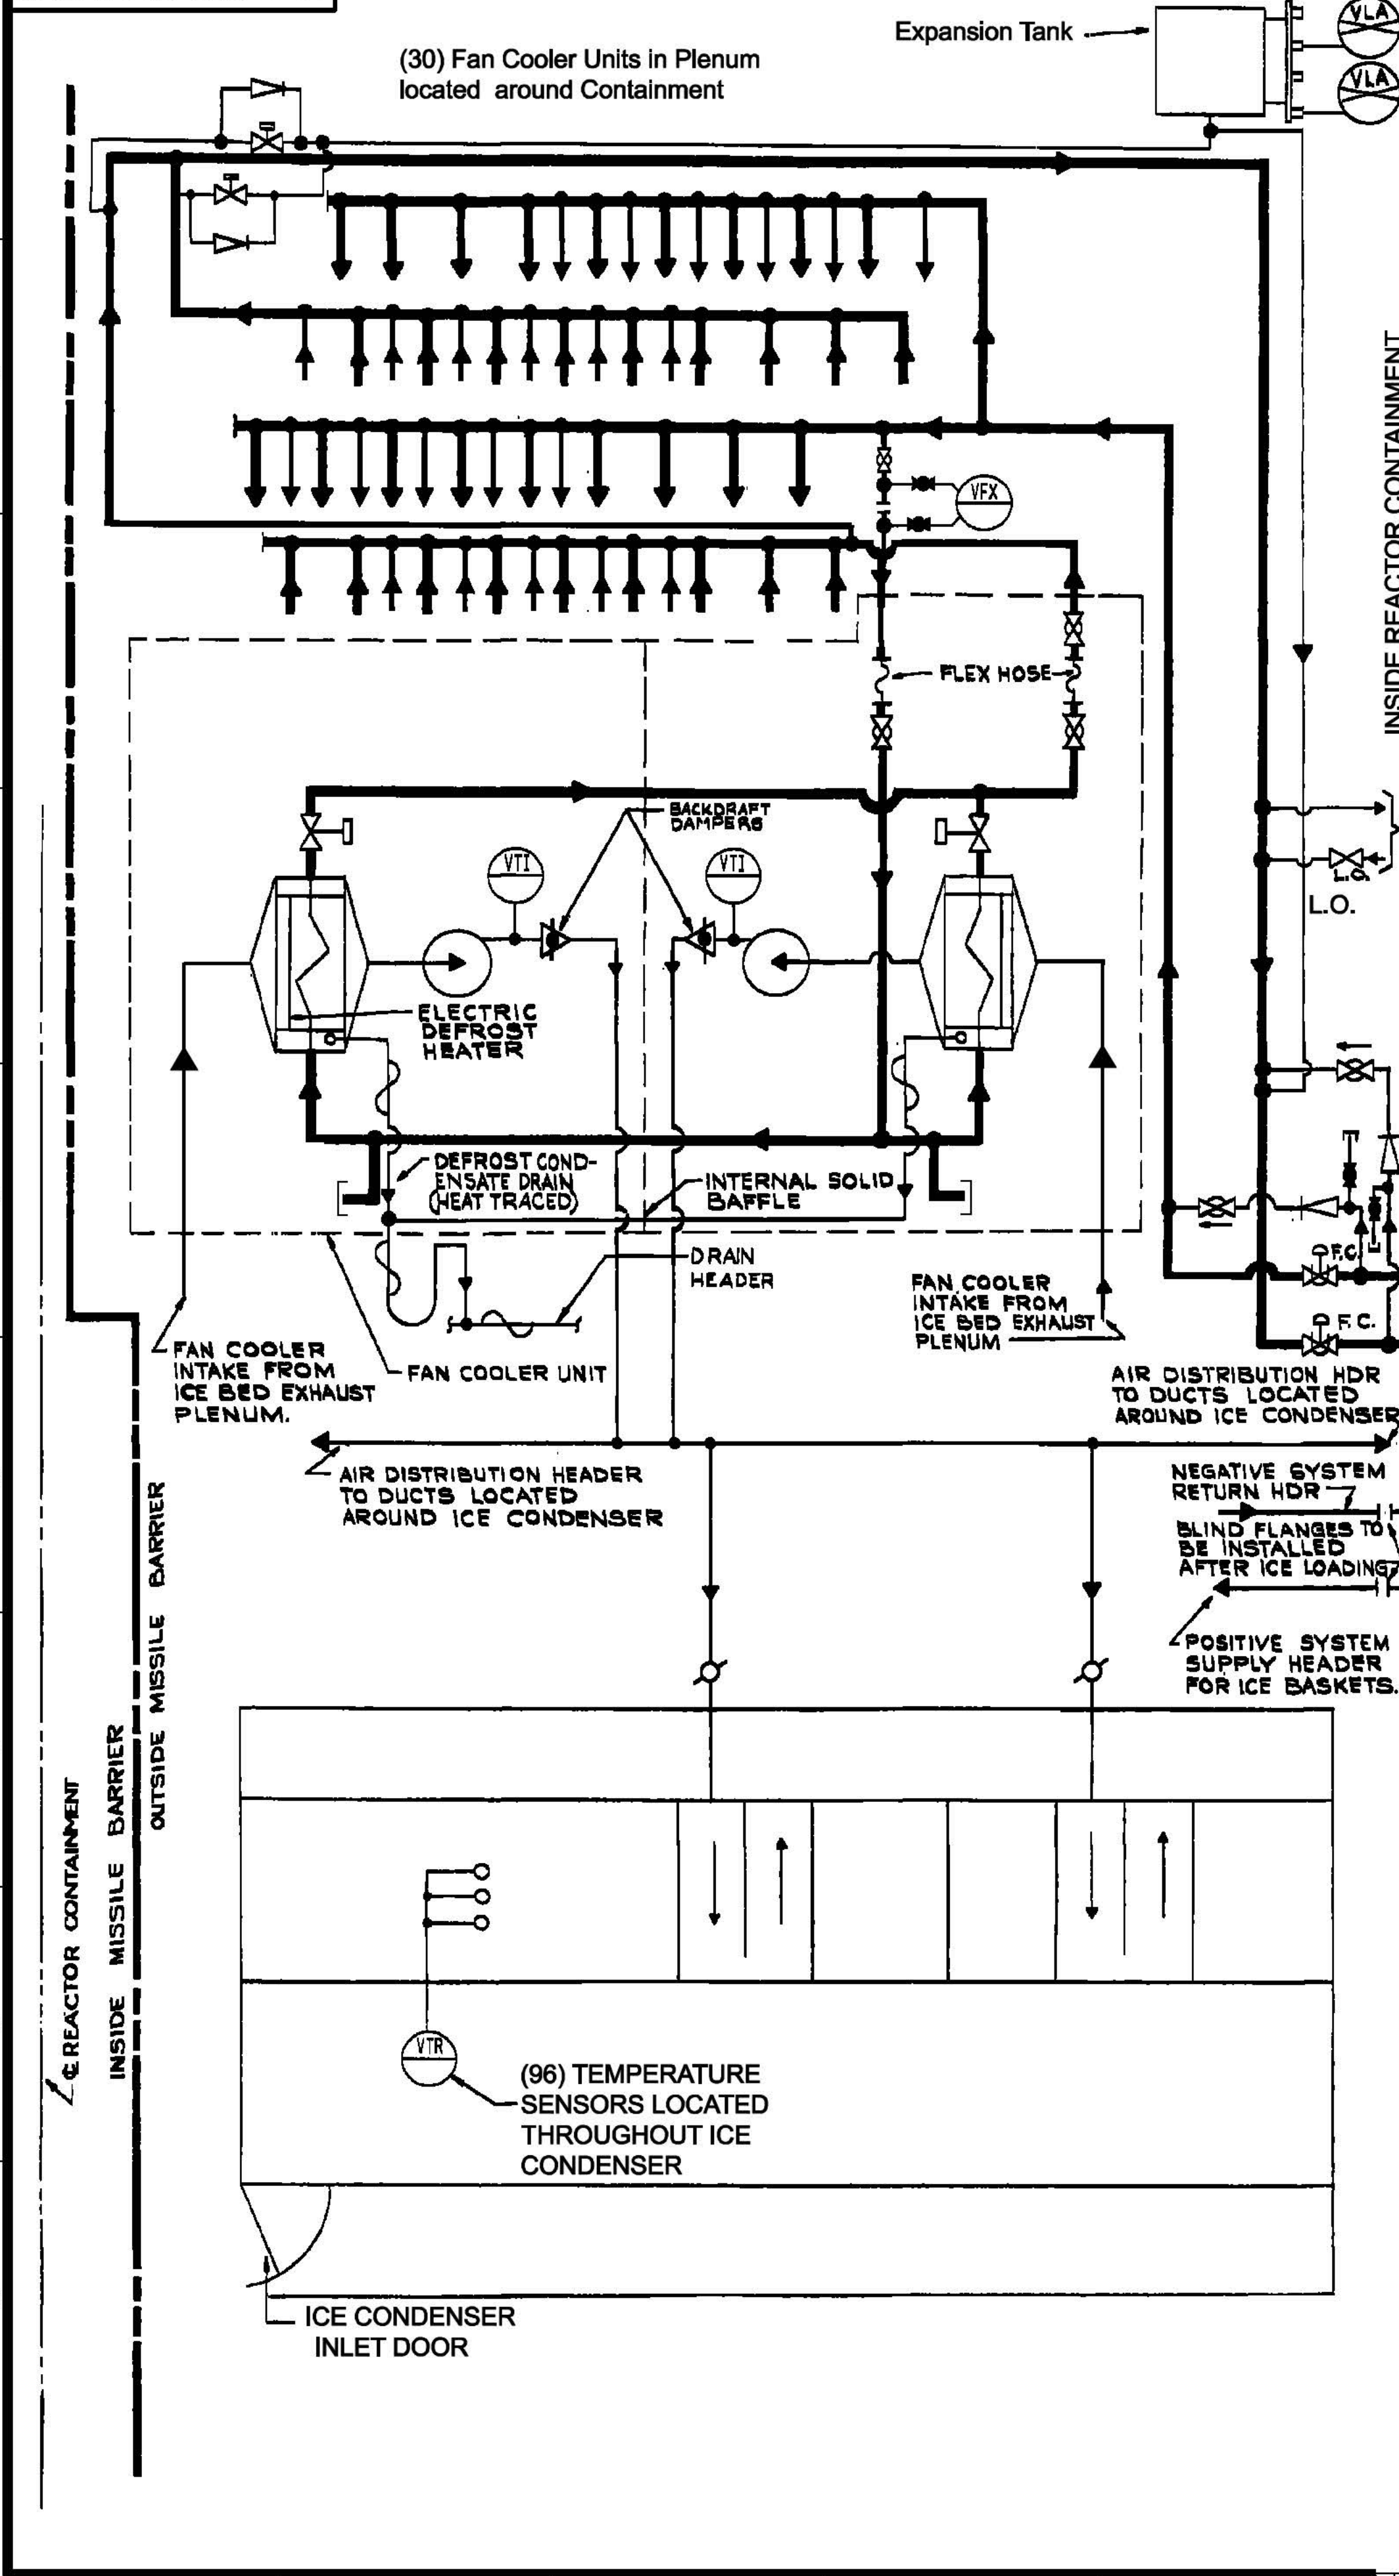 Expansion Tank
VLA
VLA
(30) Fan Cooler Units in Plenum
located around Containment
INSIDE REACTOR CONTAINMENT
VFX
FLEX HOSE
BACKDRAFT
DAMPERS
VTI
VTI
L.O.
L.O.
ELECTRIC
DEFROST
HEATER
DEFROST COND-
ENSATE DRAIN
(HEAT TRACED)
INTERNAL SOLID
BAFFLE
DRAIN
HEADER
F.C.
F.C.
FAN COOLER
INTAKE FROM
ICE BED EXHAUST
PLENUM
FAN COOLER
INTAKE FROM
ICE BED EXHAUST
PLENUM.
FAN COOLER UNIT
AIR DISTRIBUTION HDR
TO DUCTS LOCATED
AROUND ICE CONDENSER
AIR DISTRIBUTION HEADER
TO DUCTS LOCATED
AROUND ICE CONDENSER
NEGATIVE SYSTEM
RETURN HDR
BLIND FLANGES TO
BE INSTALLED
AFTER ICE LOADING
POSITIVE SYSTEM
SUPPLY HEADER
FOR ICE BASKETS.
℄ REACTOR CONTAINMENT
INSIDE MISSILE BARRIER
OUTSIDE MISSILE BARRIER
VTR
(96) TEMPERATURE
SENSORS LOCATED
THROUGHOUT ICE
CONDENSER
ICE CONDENSER
INLET DOOR